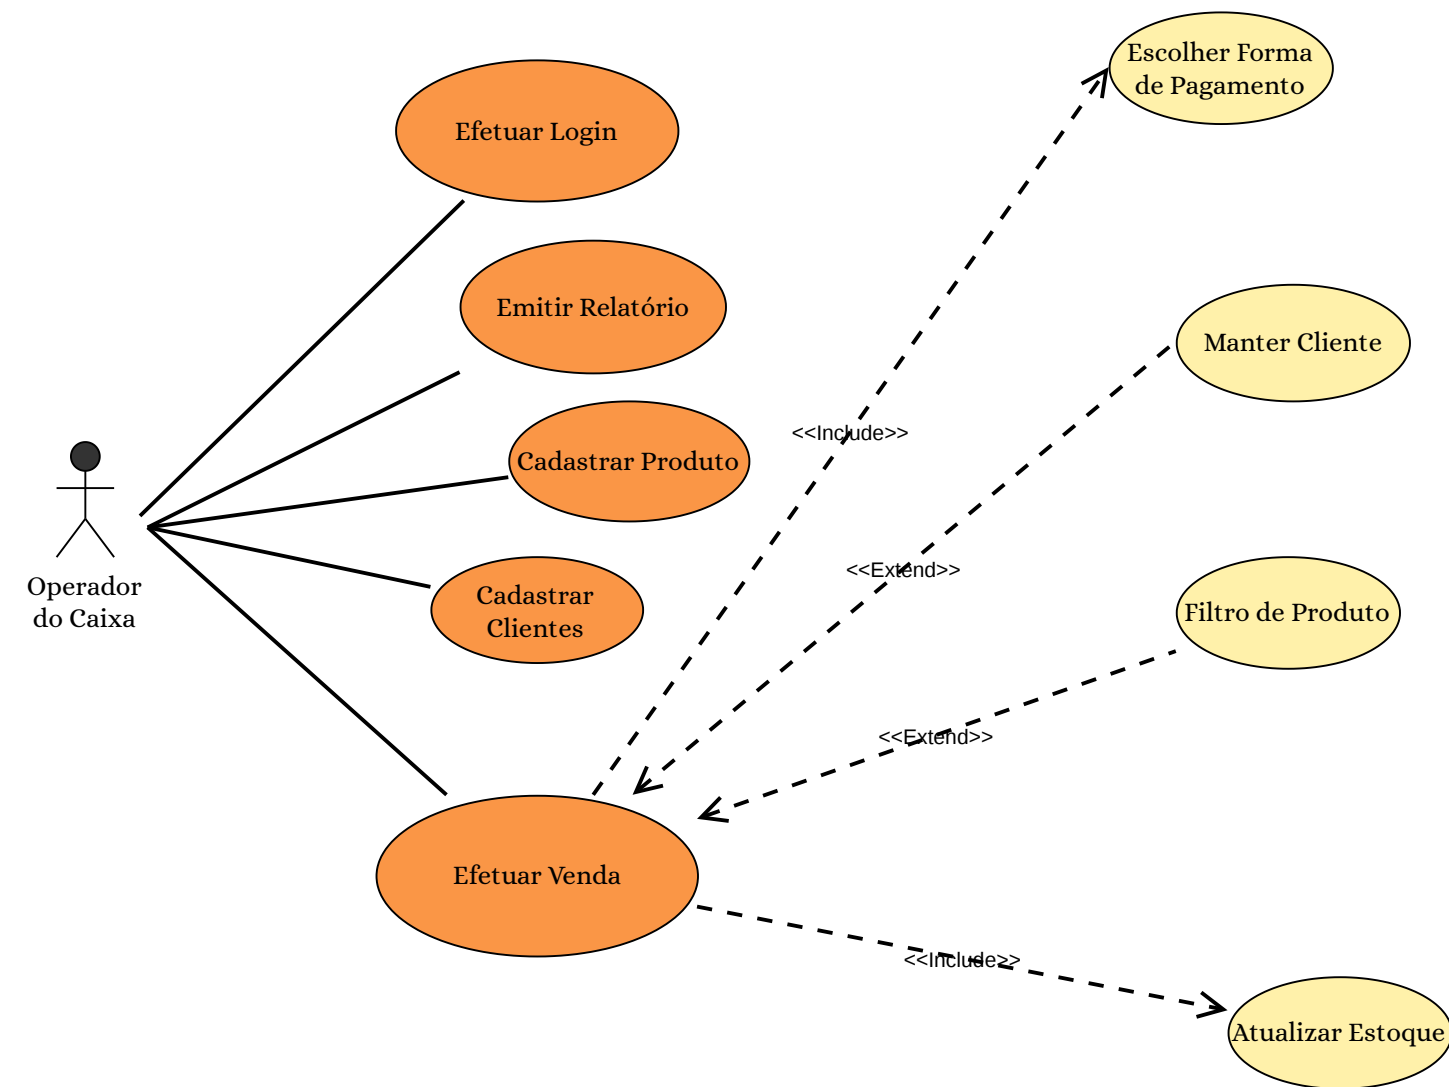 Escolher Forma
de Pagamento
Efetuar Login
Emitir Relatório
Manter Cliente
<<Include>>
Cadastrar Produto
<<Extend>>
Operador
do Caixa
Cadastrar
Clientes
Filtro de Produto
<<Extend>>
Efetuar Venda
<<Include>>
Atualizar Estoque